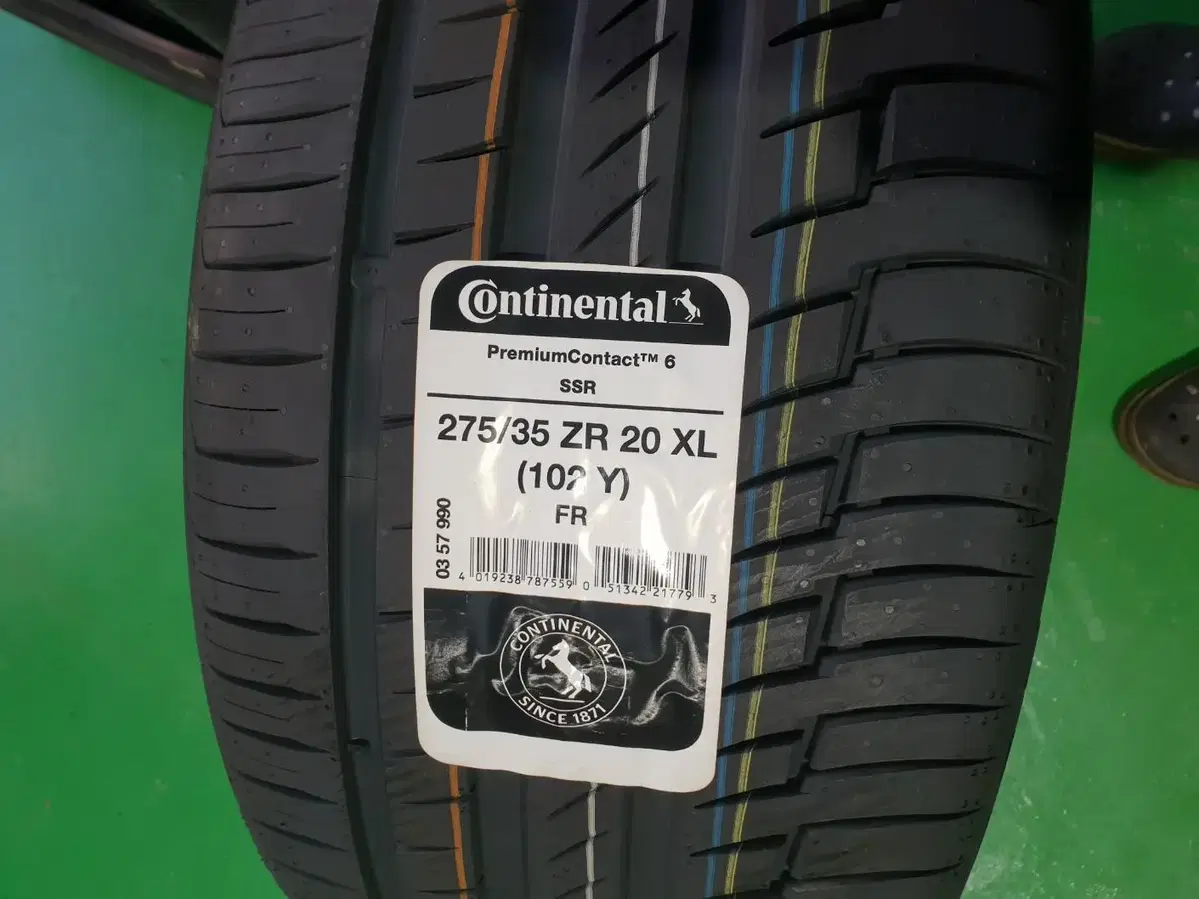 Continental
PremiumContact™ 6
SSR
275/35 ZR 20 XL
(102 Y)
FR
03 57 990
4 019238 787559 0 51342 21779 3
CONTINENTAL
SINCE 1871